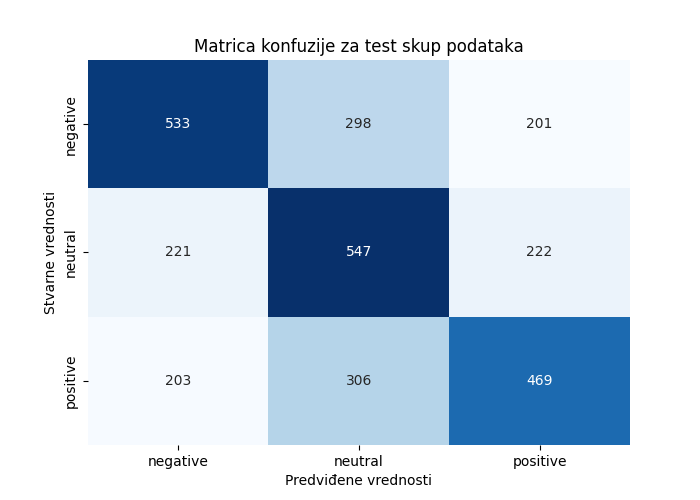 Matrica konfuzije za test skup podataka
negative
533 298 201
Stvarne vrednosti
neutral
221 547 222
positive
203 306 469
negative neutral positive
Predviđene vrednosti